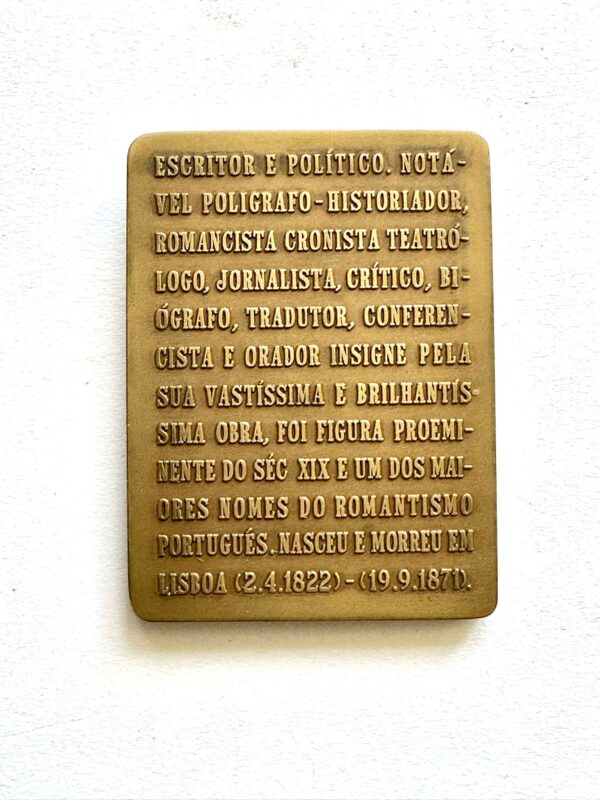 ESCRITOR E POLÍTICO. NOTÁ-
VEL POLIGRAFO-HISTORIADOR,
ROMANCISTA CRONISTA TEATRÓ-
LOGO, JORNALISTA, CRÍTICO, BI-
ÓGRAFO, TRADUTOR, CONFEREN-
CISTA E ORADOR INSIGNE PELA
SUA VASTÍSSIMA E BRILHANTÍS-
SIMA OBRA, FOI FIGURA PROEMI-
NENTE DO SÉC XIX E UM DOS MAI-
ORES NOMES DO ROMANTISMO
PORTUGUÉS. NASCEU E MORREU EM
LISBOA (2.4.1822)-(19.9.1871).